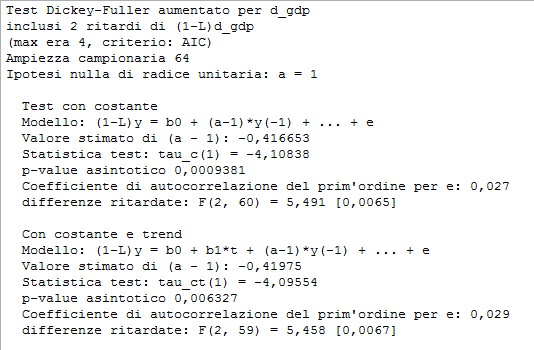 Test Dickey-Fuller aumentato per d_gdp
inclusi 2 ritardi di (1-L)d_gdp
(max era 4, criterio: AIC)
Ampiezza campionaria 64
Ipotesi nulla di radice unitaria: a = 1
Test con costante
Modello: (1-L)y = b0 + (a-1)*y(-1) + ... + e
Valore stimato di (a - 1): -0,416653
Statistica test: tau_c(1) = -4,10838
p-value asintotico 0,0009381
Coefficiente di autocorrelazione del prim'ordine per e: 0,027
differenze ritardate: F(2, 60) = 5,491 [0,0065]
Con costante e trend
Modello: (1-L)y = b0 + b1*t + (a-1)*y(-1) + ... + e
Valore stimato di (a - 1): -0,41975
Statistica test: tau_ct(1) = -4,09554
p-value asintotico 0,006327
Coefficiente di autocorrelazione del prim'ordine per e: 0,029
differenze ritardate: F(2, 59) = 5,458 [0,0067]